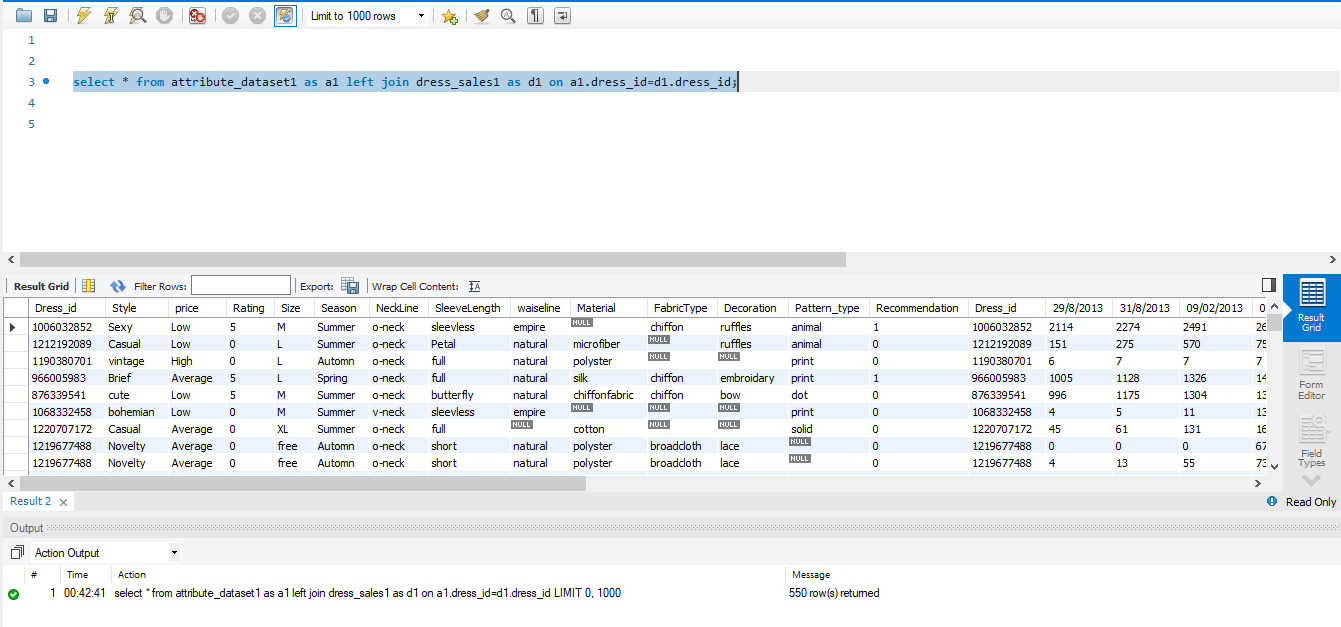 Limit to 1000 rows
1
2
3 select * from attribute_dataset1 as a1 left join dress_sales1 as d1 on a1.dress_id=d1.dress_id;
4
5
Result Grid Filter Rows: Export: Wrap Cell Content: IA
Dress_id Style price Rating Size Season NeckLine SleeveLength waiseline Material FabricType Decoration Pattern_type Recommendation Dress_id 29/8/2013 31/8/2013 09/02/2013 0
1006032852 Sexy Low 5 M Summer o-neck sleevless empire NULL chiffon ruffles animal 1 1006032852 2114 2274 2491 26
1212192089 Casual Low 0 L Summer o-neck Petal natural microfiber NULL ruffles animal 0 1212192089 151 275 570 75
1190380701 vintage High 0 L Automn o-neck full natural polyster NULL NULL print 0 1190380701 6 7 7 7
966005983 Brief Average 5 L Spring o-neck full natural silk chiffon embroidary print 1 966005983 1005 1128 1326 14
876339541 cute Low 5 M Summer o-neck butterfly natural chiffonfabric chiffon bow dot 0 876339541 996 1175 1304 13
1068332458 bohemian Low 0 M Summer v-neck sleevless empire NULL NULL NULL print 0 1068332458 4 5 11 13
1220707172 Casual Average 0 XL Summer o-neck full NULL cotton NULL NULL solid 0 1220707172 45 61 131 16
1219677488 Novelty Average 0 free Automn o-neck short natural polyster broadcloth lace NULL 0 1219677488 0 0 0 67
1219677488 Novelty Average 0 free Automn o-neck short natural polyster broadcloth lace NULL 0 1219677488 4 13 55 73
Result
Grid
Form
Editor
Field
Types
Result 2 Read Only
Output
Action Output
# Time Action Message
1 00:42:41 select * from attribute_dataset1 as a1 left join dress_sales1 as d1 on a1.dress_id=d1.dress_id LIMIT 0, 1000 550 row(s) returned